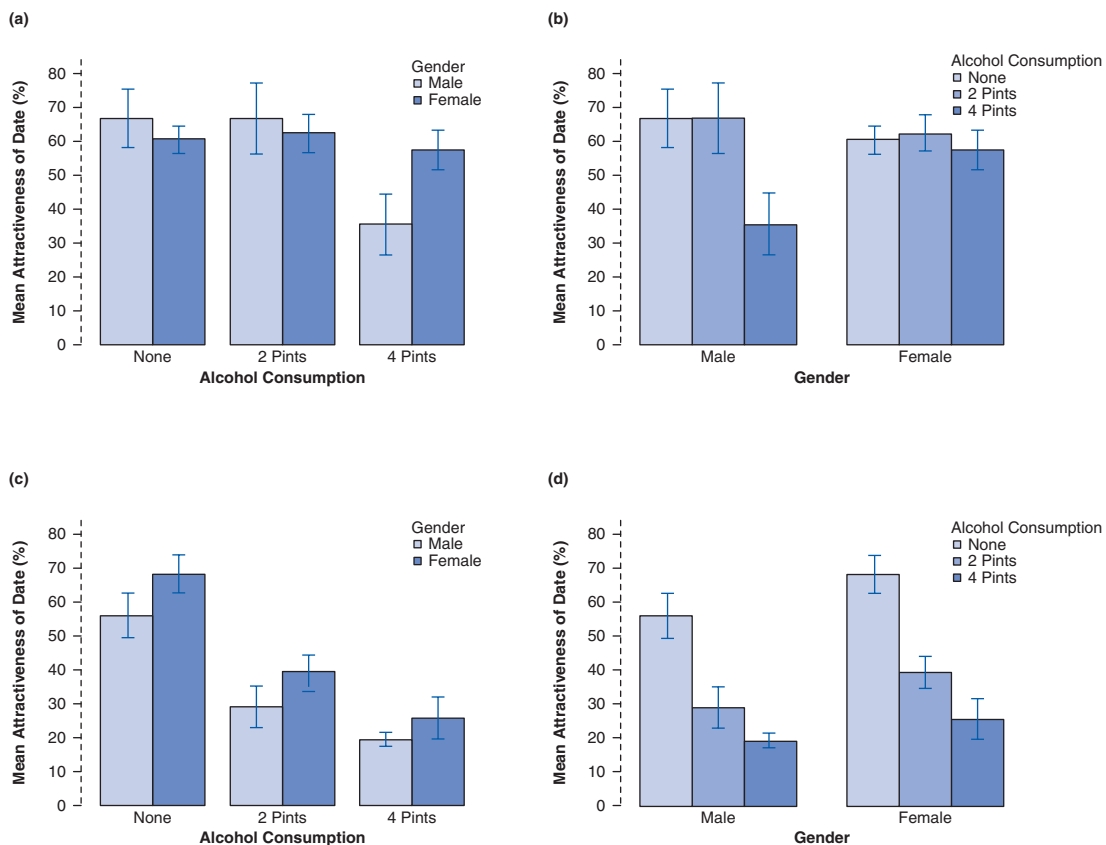 (a)
Mean Attractiveness of Date (%)
80
70
60
50
40
30
20
10
0
Gender
Male
Female
None
2 Pints
4 Pints
Alcohol Consumption
(b)
Mean Attractiveness of Date (%)
80
70
60
50
40
30
20
10
0
Alcohol Consumption
None
2 Pints
4 Pints
Male
Female
Gender
(c)
Mean Attractiveness of Date (%)
80
70
60
50
40
30
20
10
0
Gender
Male
Female
None
2 Pints
4 Pints
Alcohol Consumption
(d)
Mean Attractiveness of Date (%)
80
70
60
50
40
30
20
10
0
Alcohol Consumption
None
2 Pints
4 Pints
Male
Female
Gender